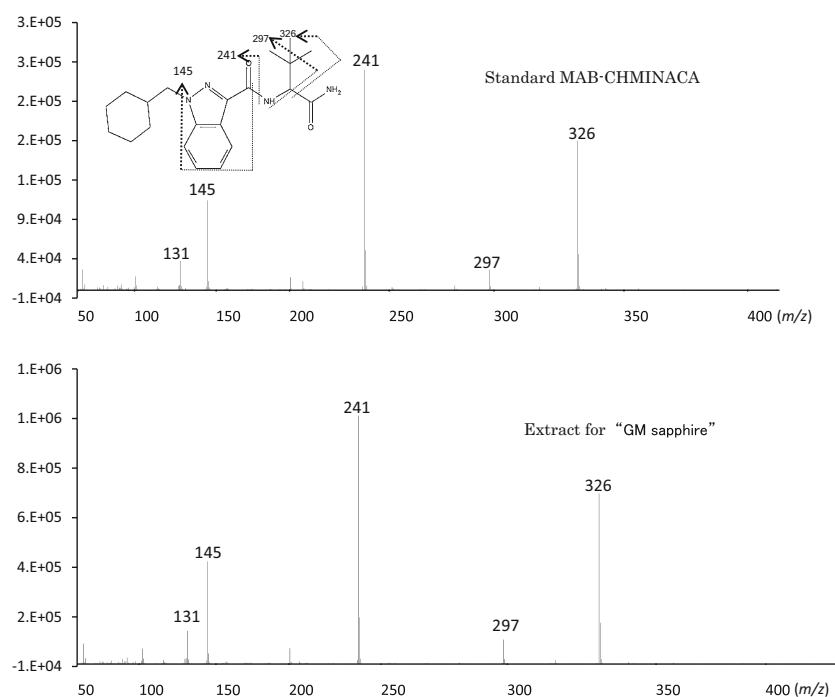 3.E+05
3.E+05
2.E+05
2.E+05
1.E+05
9.E+04
4.E+04
-1.E+04
145
241
297
326
O
N
N
NH
NH2
O
241
Standard MAB-CHMINACA
326
145
131
297
50 100 150 200 250 300 350 400 (m/z)
1.E+06
1.E+06
8.E+05
6.E+05
4.E+05
2.E+05
-1.E+04
241
Extract for “GM sapphire”
326
145
131
297
50 100 150 200 250 300 350 400 (m/z)